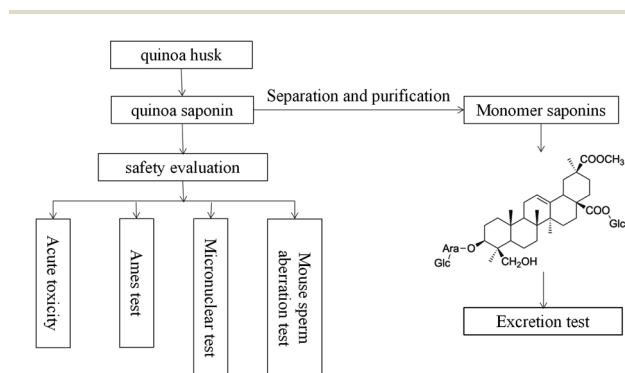 quinoa husk
quinoa saponin
Separation and purification
Monomer saponins
safety evaluation
COOCH3
COO
Glc
Ara-O
Glc
CH2OH
Acute toxicity
Ames test
Micronuclear test
Mouse sperm
aberration test
Excretion test